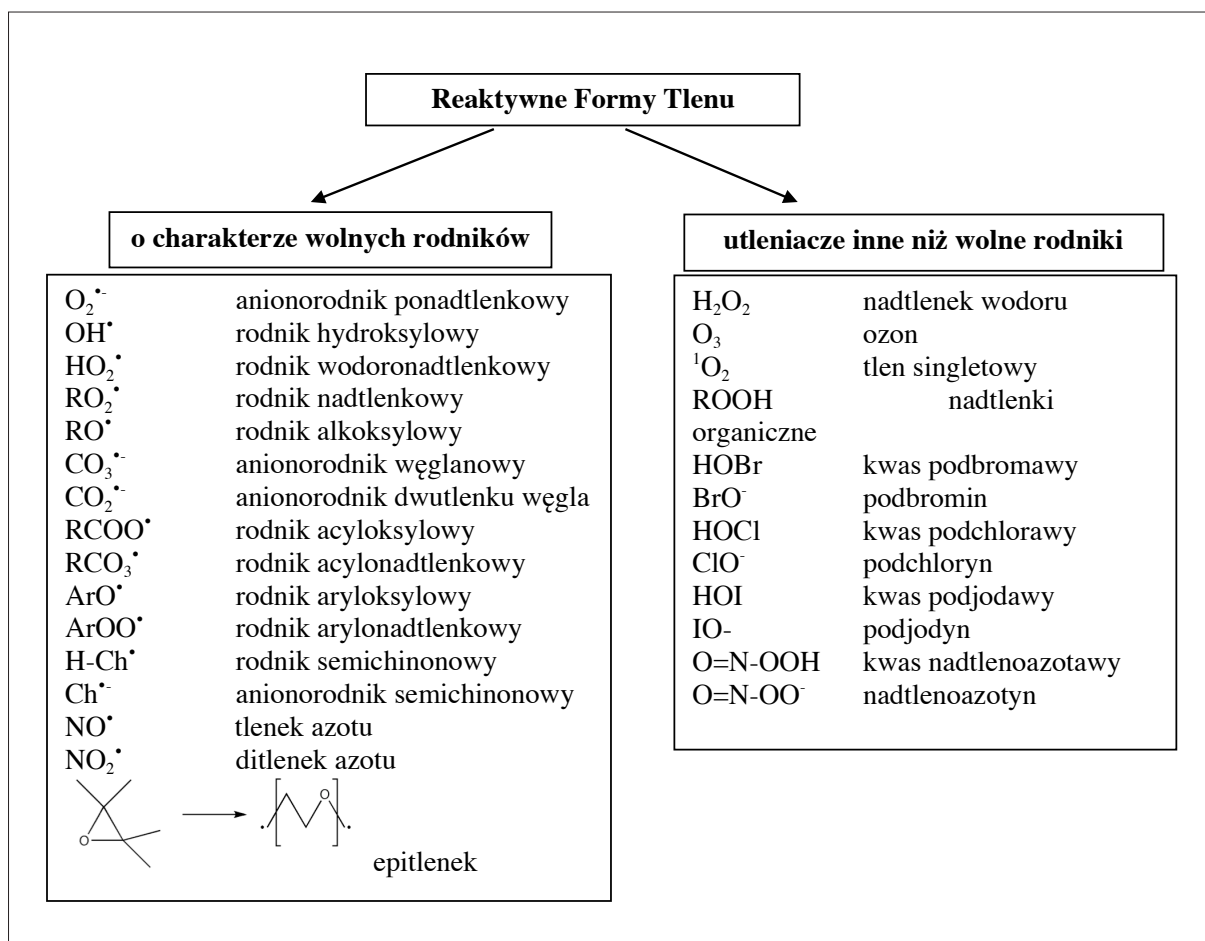 Reaktywne Formy Tlenu
o charakterze wolnych rodników
O₂•⁻ anionorodnik ponadtlenkowy
OH• rodnik hydroksylowy
HO₂• rodnik wodoronadtlenkowy
RO₂• rodnik nadtlenkowy
RO• rodnik alkoksylowy
CO₃•⁻ anionorodnik węglanowy
CO₂•⁻ anionorodnik dwutlenku węgla
RCOO• rodnik acyloksylowy
RCO₃• rodnik acylonadtlenkowy
ArO• rodnik aryloksylowy
ArOO• rodnik arylonadtlenkowy
H-Ch• rodnik semichinonowy
Ch•⁻ anionorodnik semichinonowy
NO• tlenek azotu
NO₂• ditlenek azotu
O O
epitlenek
utleniacze inne niż wolne rodniki
H₂O₂ nadtlenek wodoru
O₃ ozon
¹O₂ tlen singletowy
ROOH nadtlenki
organiczne
HOBr kwas podbromawy
BrO⁻ podbromin
HOCl kwas podchlorawy
ClO⁻ podchloryn
HOI kwas podjodawy
IO- podjodyn
O=N-OOH kwas nadtlenoazotawy
O=N-OO⁻ nadtlenoazotyn